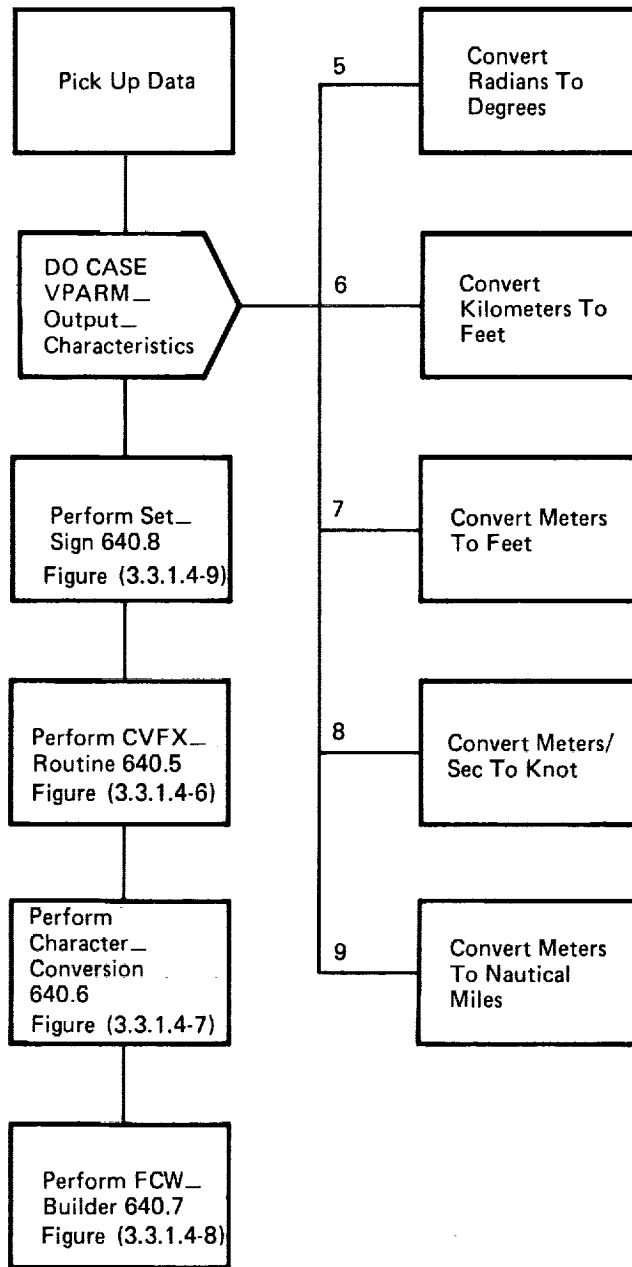 Pick Up Data
DO CASE
VPARM_
Output_
Characteristics
Perform Set_
Sign 640.8
Figure (3.3.1.4-9)
Perform CVFX_
Routine 640.5
Figure (3.3.1.4-6)
Perform
Character_
Conversion
640.6
Figure (3.3.1.4-7)
Perform FCW_
Builder 640.7
Figure (3.3.1.4-8)
5
Convert
Radians To
Degrees
6
Convert
Kilometers To
Feet
7
Convert Meters
To Feet
8
Convert Meters/
Sec To Knot
9
Convert Meters
To Nautical
Miles